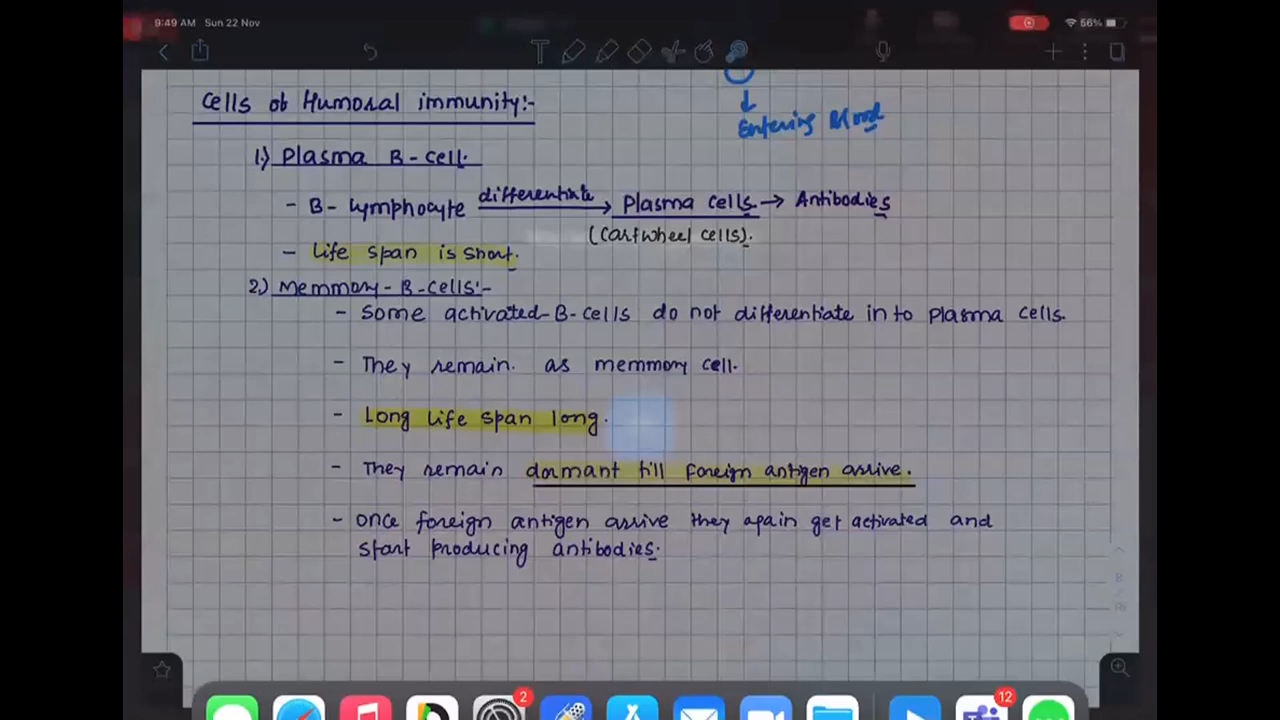 9:49 AM Sun 22 Nov
56%
Entering Blood
Cells of Humoral immunity:-
1.) Plasma B-cell.
- B-Lymphocyte differentiate Plasma cells → Antibodies
(Cartwheel cells).
- Life span is short.
2.) Memmory-B-cells:-
- Some activated-B-cells do not differentiate in to plasma cells.
- They remain. as memmory cell.
- Long life span long.
- They remain dormant till foreign antigen arrive.
- once foreign antigen arrive they again get activated and
start producing antibodies.
2
12